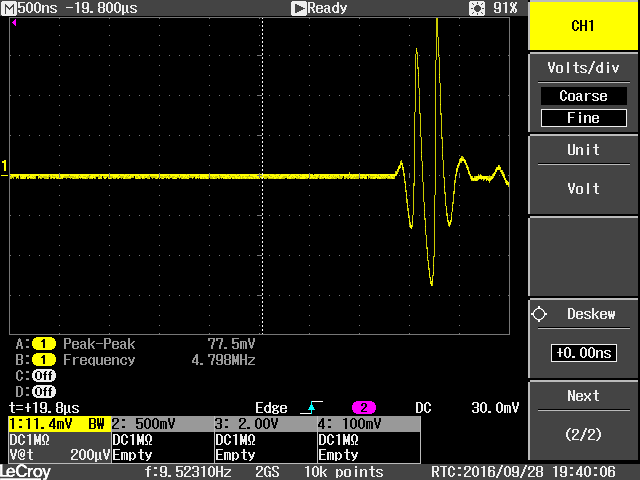 M 500ns -19.800µs Ready 91%
CH1
Volts/div
Coarse
Fine
1
Unit
Volt
Deskew
+0.00ns
A: 1 Peak-Peak 77.5mV
B: 1 Frequency 4.798MHz
C: Off
D: Off
Next
(2/2)
t=+19.8µs Edge 2 DC 30.0mV
1:11.4mV BW 2: 500mV 3: 2.00V 4: 100mV
DC1MΩ DC1MΩ DC1MΩ DC1MΩ
V@t 200µV Empty Empty Empty
LeCroy f:9.52310Hz 2GS 10k points RTC:2016/09/28 19:40:06